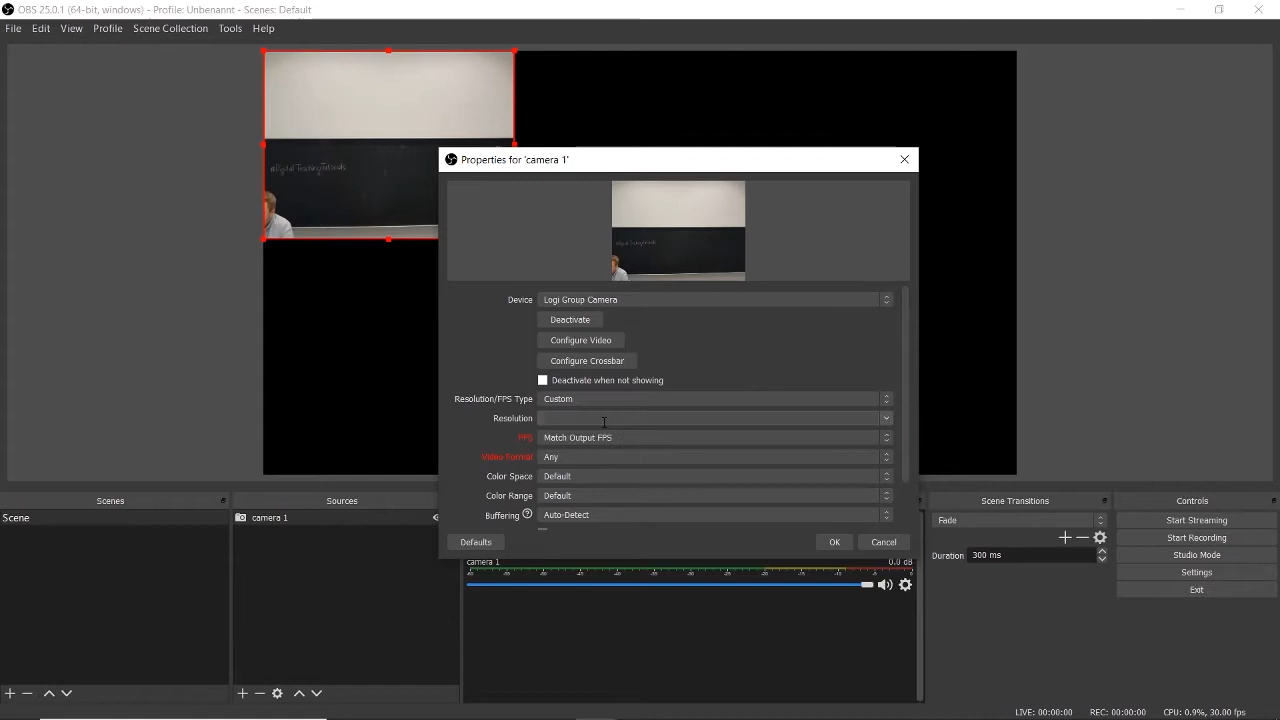 OBS 25.0.1 (64-bit, windows) - Profile: Unbenannt - Scenes: Default
File Edit View Profile Scene Collection Tools Help
#DigitalTeachingTutorials
Properties for 'camera 1'
Device Logi Group Camera
Deactivate
Configure Video
Configure Crossbar
Deactivate when not showing
Resolution/FPS Type Custom
Resolution
FPS Match Output FPS
Video Format Any
Color Space Default
Color Range Default
Buffering ? Auto-Detect
Defaults OK Cancel
Scenes Sources Scene Transitions Controls
Scene
camera 1
camera 1 0.0 dB
Fade
Duration 300 ms
Start Streaming
Start Recording
Studio Mode
Settings
Exit
LIVE: 00:00:00 REC: 00:00:00 CPU: 0.9%, 30.00 fps